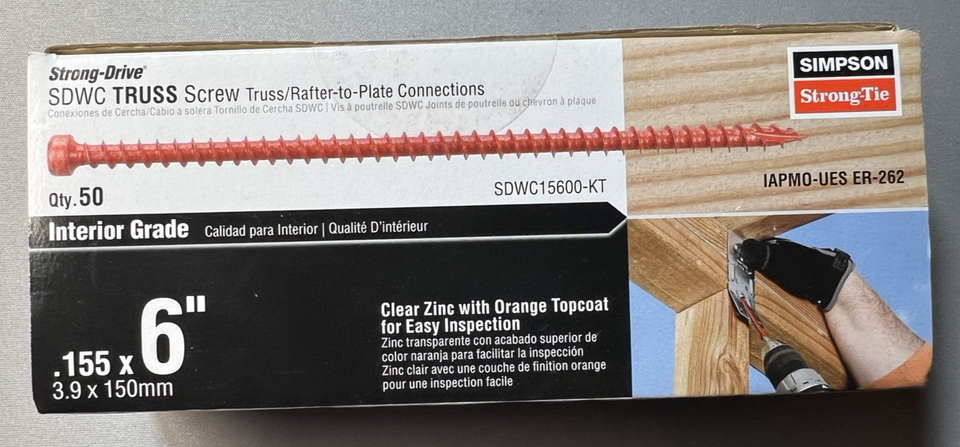 Strong-Drive®
SDWC TRUSS Screw Truss/Rafter-to-Plate Connections
Conexiones de Cercha/Cabio a solera Tornillo de Cercha SDWC | Vis à poutrelle SDWC Joints de poutrelle ou chevron à plaque
SIMPSON
Strong-Tie
Qty. 50
SDWC15600-KT
IAPMO-UES ER-262
Interior Grade Calidad para Interior | Qualité D'intérieur
.155 x 6"
3.9 x 150mm
Clear Zinc with Orange Topcoat
for Easy Inspection
Zinc transparente con acabado superior de
color naranja para facilitar la inspección
Zinc clair avec une couche de finition orange
pour une inspection facile